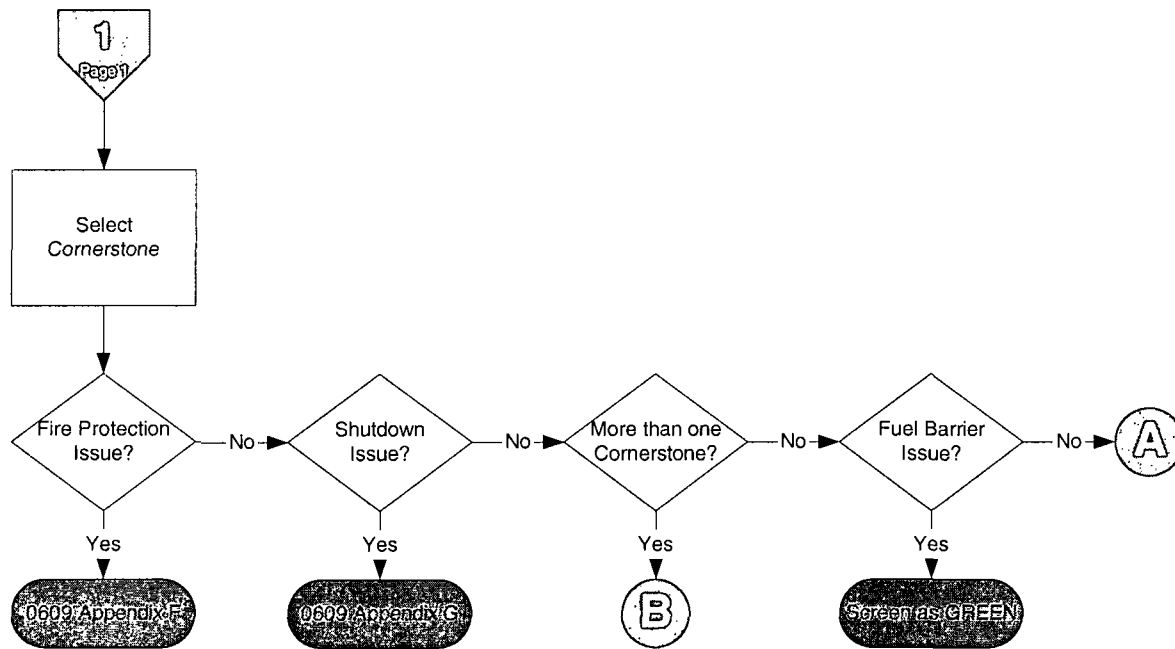 1
Page 1
Select
Cornerstone
Fire Protection
Issue?
No
Shutdown
Issue?
No
More than one
Cornerstone?
No
Fuel Barrier
Issue?
No
A
Yes
Yes
Yes
Yes
0609 Appendix F
0609 Appendix G
B
Screen as GREEN